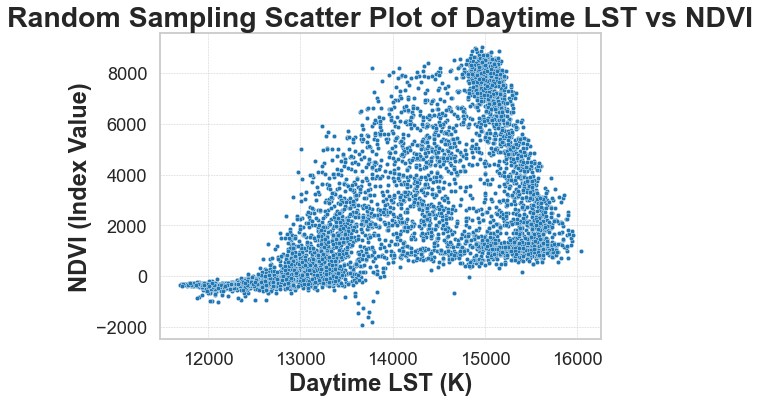 Random Sampling Scatter Plot of Daytime LST vs NDVI
NDVI (Index Value)
8000
6000
4000
2000
0
−2000
12000 13000 14000 15000 16000
Daytime LST (K)